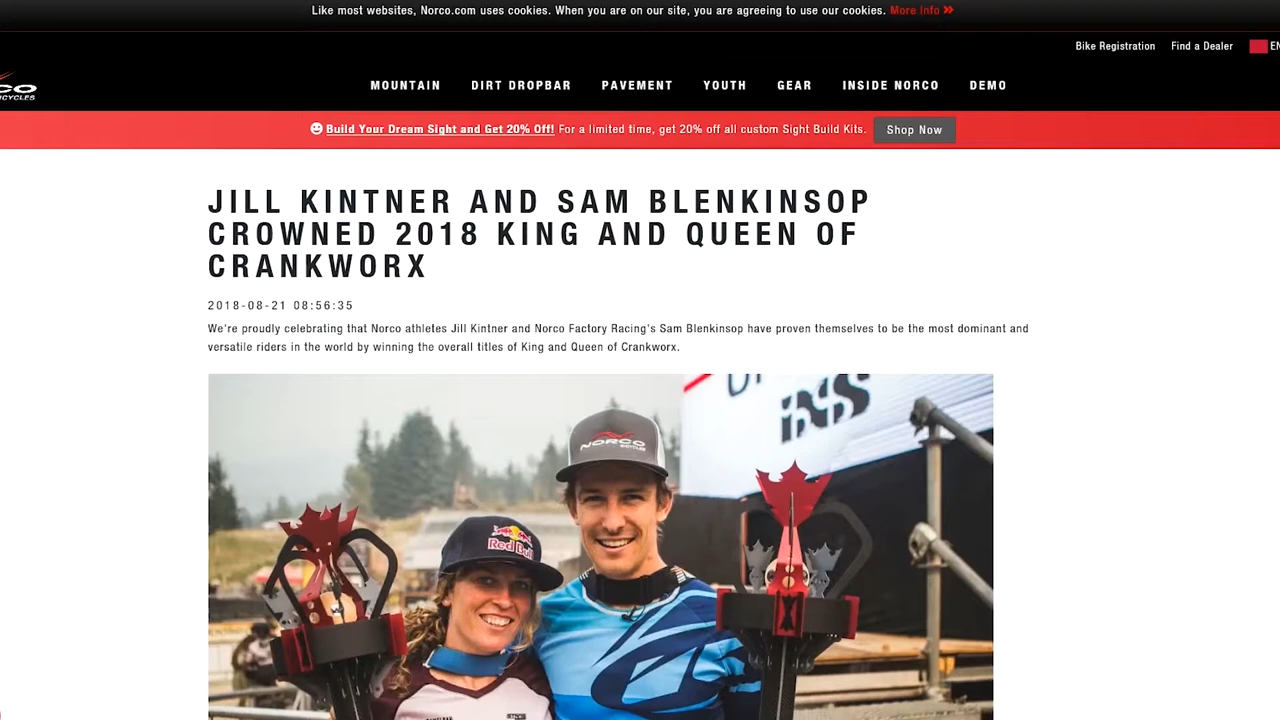 Like most websites, Norco.com uses cookies. When you are on our site, you are agreeing to use our cookies. More info
Bike Registration Find a Dealer EN
CO
CYCLES
MOUNTAIN DIRT DROPBAR PAVEMENT YOUTH GEAR INSIDE NORCO DEMO
Build Your Dream Sight and Get 20% Off! For a limited time, get 20% off all custom Sight Build Kits. Shop Now
JILL KINTNER AND SAM BLENKINSOP
CROWNED 2018 KING AND QUEEN OF
CRANKWORX
2018-08-21 08:56:35
We're proudly celebrating that Norco athletes Jill Kintner and Norco Factory Racing's Sam Blenkinsop have proven themselves to be the most dominant and
versatile riders in the world by winning the overall titles of King and Queen of Crankworx.
iXS
NORCO
BICYCLES
Red Bull